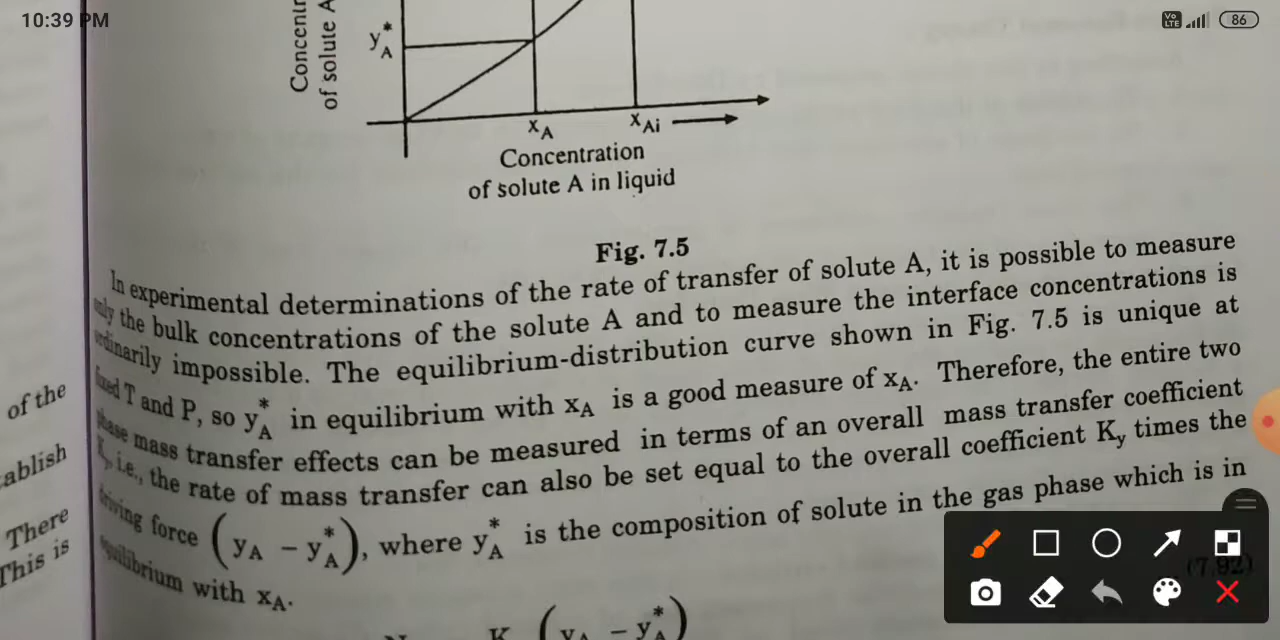 10:39 PM
Vo LTE 86
of solute A
y*A
xA xAi
Concentration
of solute A in liquid
Fig. 7.5
In experimental determinations of the rate of transfer of solute A, it is possible to measure
the bulk concentrations of the solute A and to measure the interface concentrations is
ordinarily impossible. The equilibrium-distribution curve shown in Fig. 7.5 is unique at
fixed T and P, so y*A in equilibrium with xA is a good measure of xA. Therefore, the entire two
phase mass transfer effects can be measured in terms of an overall mass transfer coefficient
i.e., the rate of mass transfer can also be set equal to the overall coefficient Ky times the
driving force (yA − y*A), where y*A is the composition of solute in the gas phase which is in
equilibrium with xA.
(7.92)
(yA − y*A)
of the
There
This is